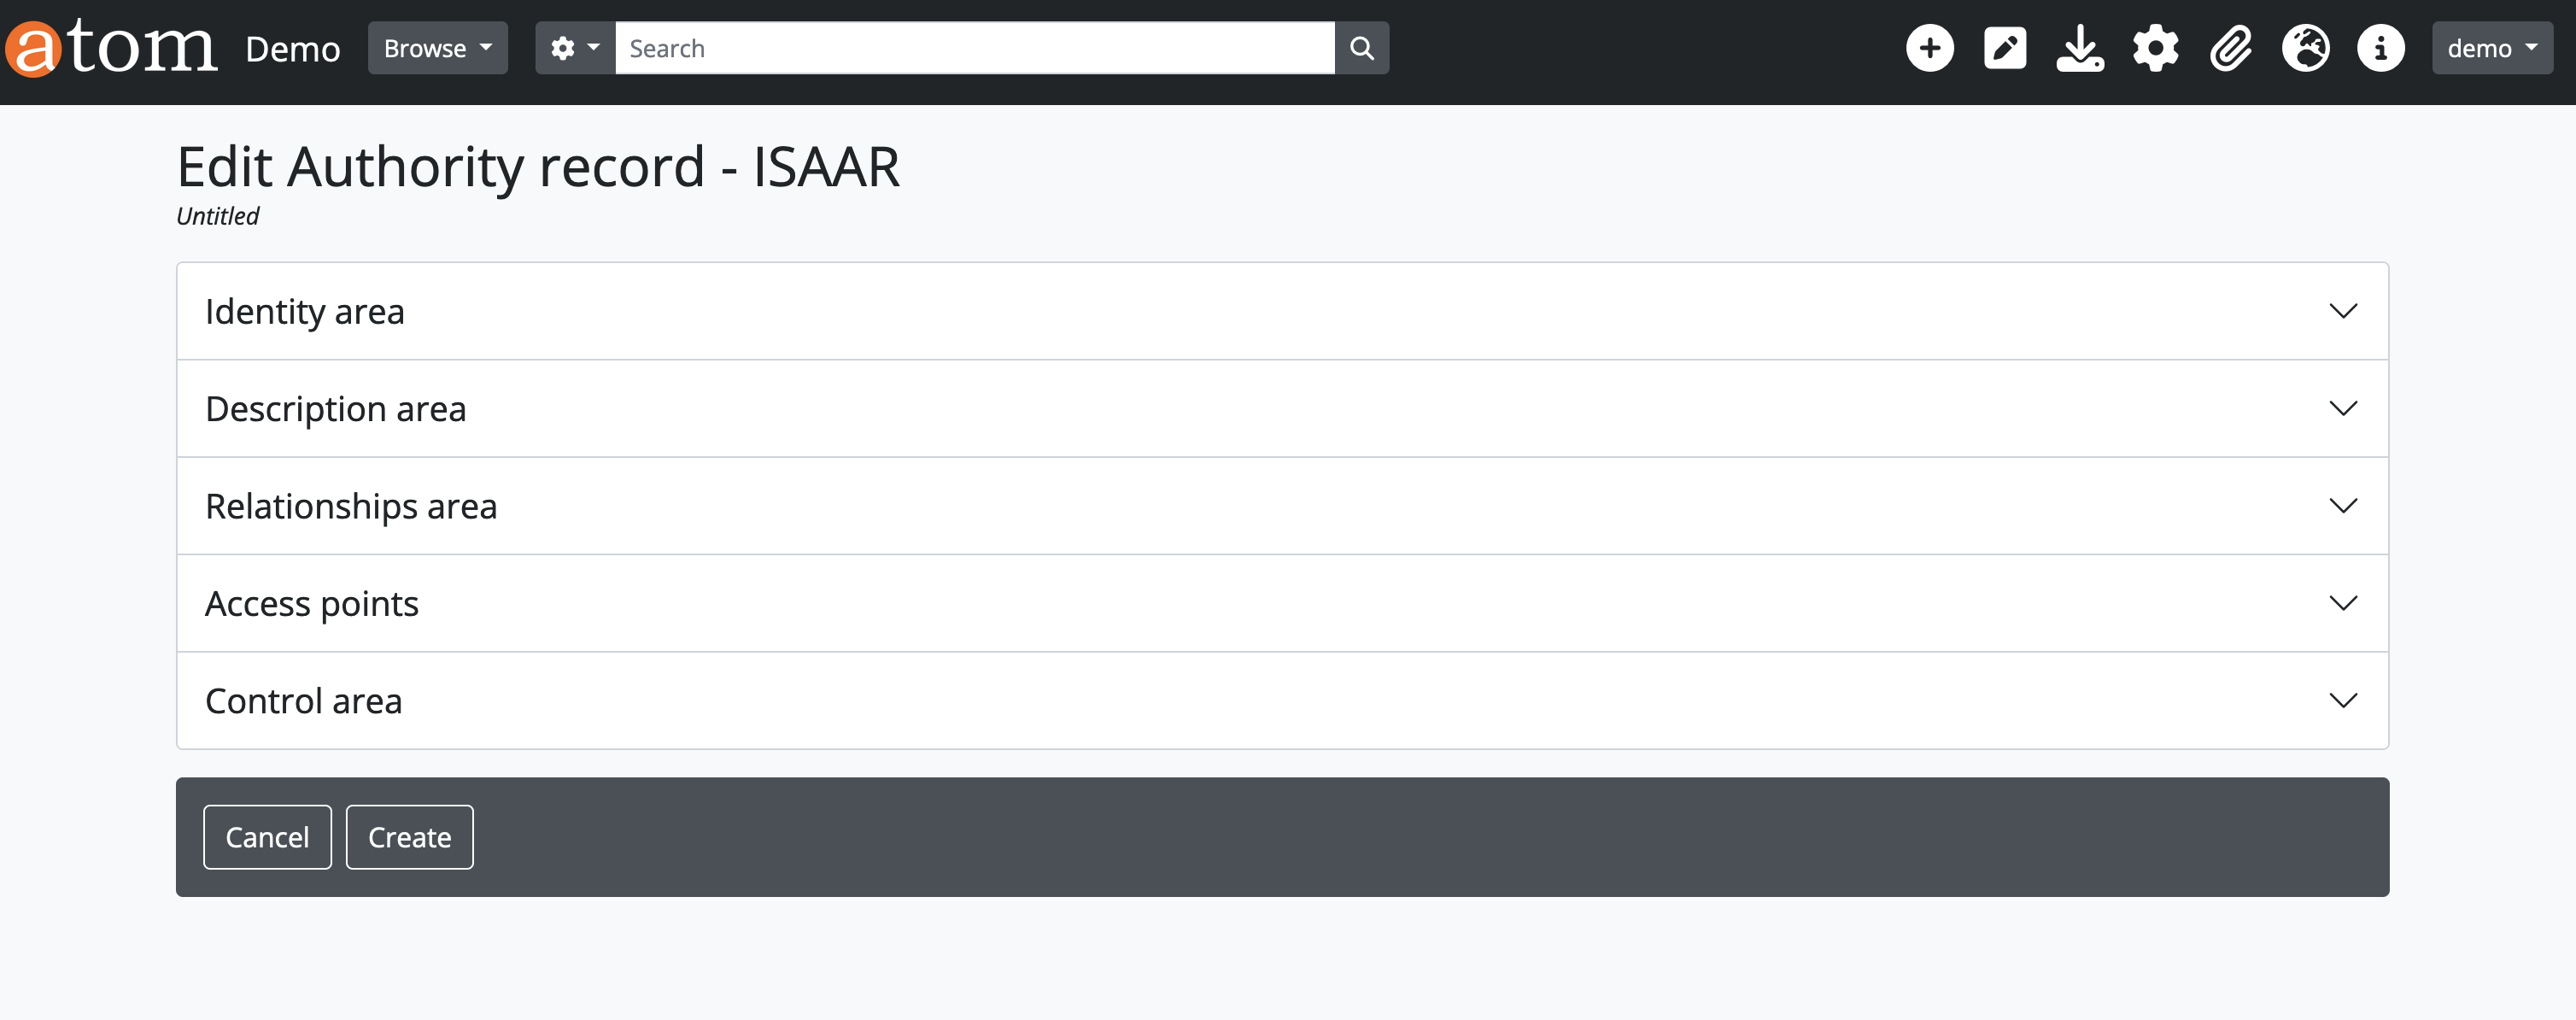 atom Demo Browse Search demo
Edit Authority record - ISAAR
Untitled
Identity area
Description area
Relationships area
Access points
Control area
Cancel Create